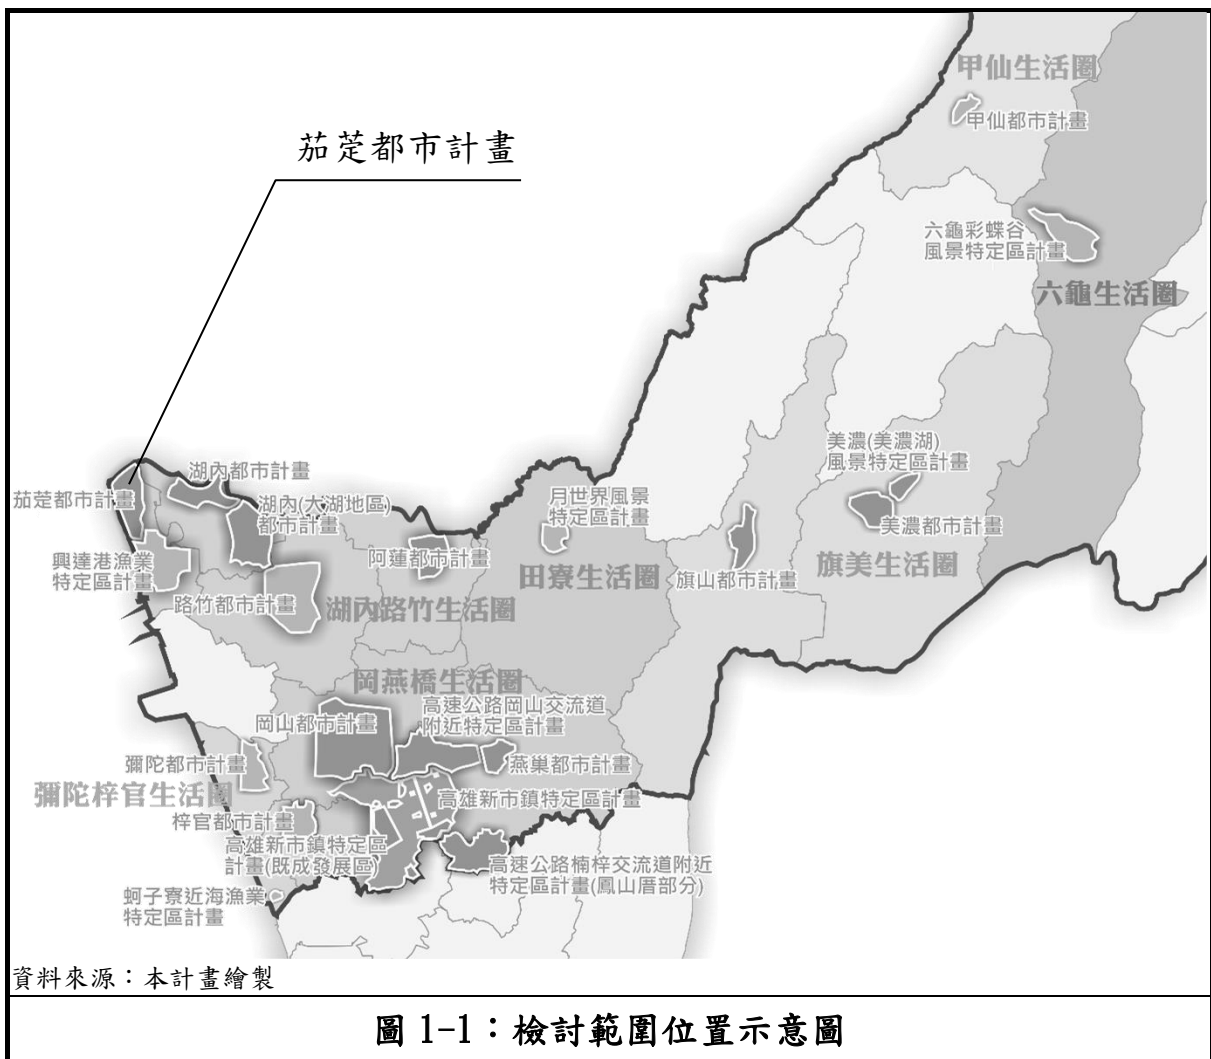 甲仙生活圈
甲仙都市計畫
茄萣都市計畫
六龜彩蝶谷
風景特定區計畫
六龜生活圈
美濃(美濃湖)
風景特定區計畫
湖內都市計畫
茄萣都市計畫
湖內(大湖地區)
都市計畫
月世界風景
特定區計畫
美濃都市計畫
興達港漁業
特定區計畫
阿蓮都市計畫
田寮生活圈
旗山都市計畫
旗美生活圈
路竹都市計畫
湖內路竹生活圈
岡燕橋生活圈
高速公路岡山交流道
附近特定區計畫
岡山都市計畫
彌陀都市計畫
燕巢都市計畫
彌陀梓官生活圈
高雄新市鎮特定區計畫
梓官都市計畫
高雄新市鎮特定區
計畫(既成發展區)
高速公路楠梓交流道附近
特定區計畫(鳳山厝部分)
蚵子寮近海漁業
特定區計畫
資料來源：本計畫繪製
圖 1-1：檢討範圍位置示意圖